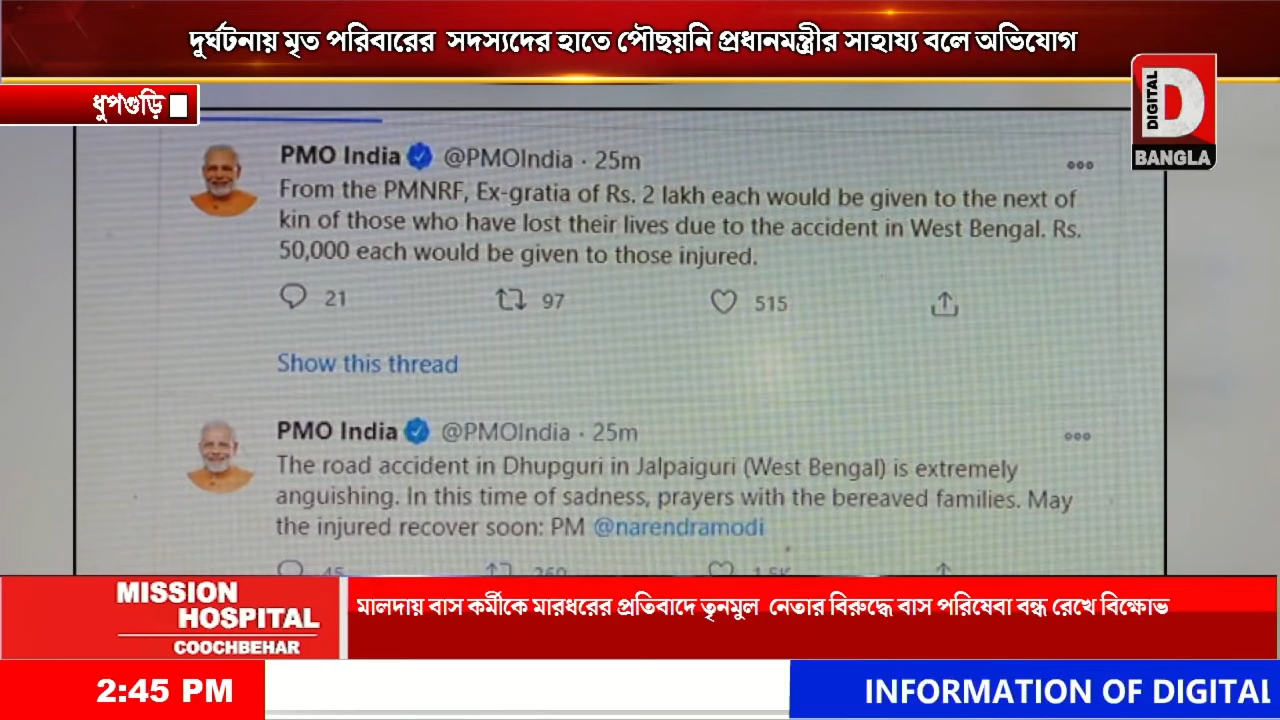 দুর্ঘটনায় মৃত পরিবারের সদস্যদের হাতে পৌছয়নি প্রধানমন্ত্রীর সাহায্য বলে অভিযোগ
ধুপগুড়ি
DIGITAL
D
BANGLA
PMO India @PMOIndia · 25m
From the PMNRF, Ex-gratia of Rs. 2 lakh each would be given to the next of
kin of those who have lost their lives due to the accident in West Bengal. Rs.
50,000 each would be given to those injured.
21 97 515
Show this thread
PMO India @PMOIndia · 25m
The road accident in Dhupguri in Jalpaiguri (West Bengal) is extremely
anguishing. In this time of sadness, prayers with the bereaved families. May
the injured recover soon: PM @narendramodi
MISSION
HOSPITAL
COOCHBEHAR
মালদায় বাস কর্মীকে মারধরের প্রতিবাদে তৃনমুল নেতার বিরুদ্ধে বাস পরিষেবা বন্ধ রেখে বিক্ষোভ
2:45 PM
INFORMATION OF DIGITAL